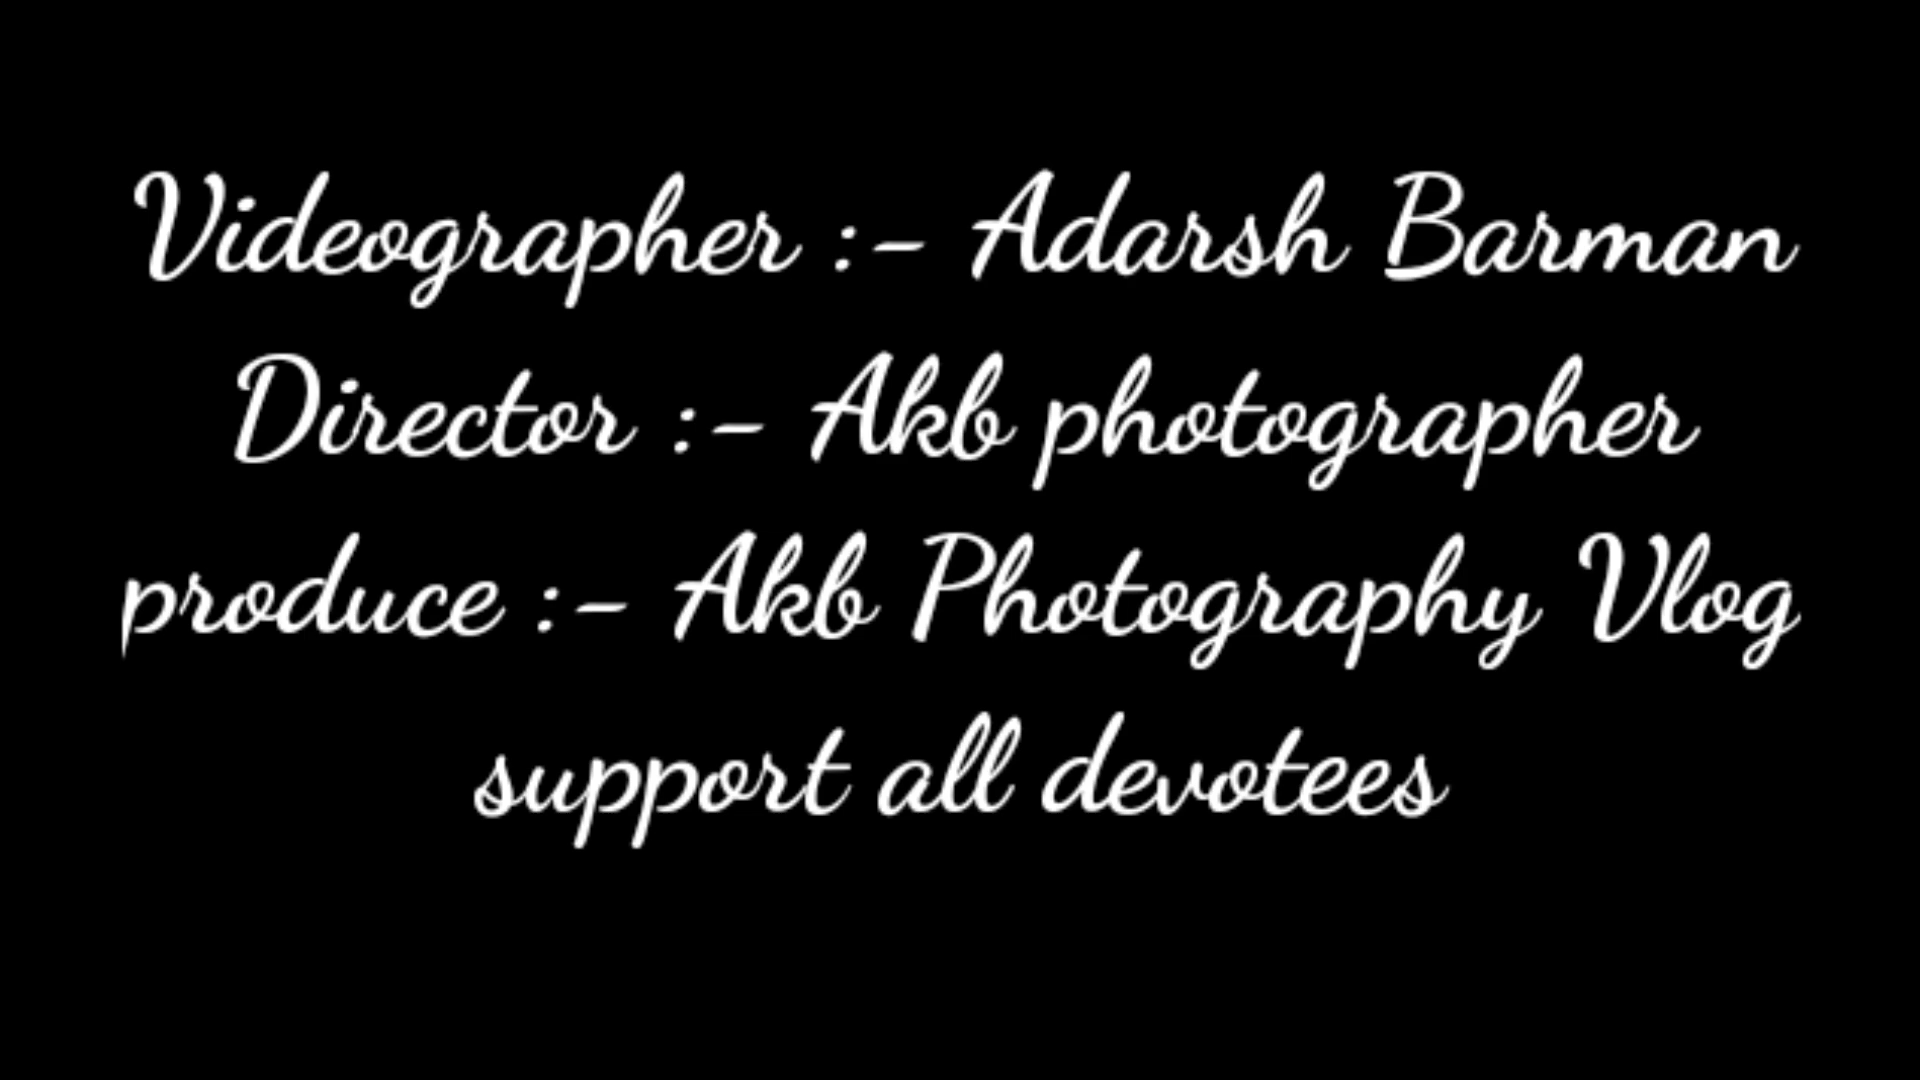 Videographer :- Adarsh Barman
Director :- Akb photographer
produce :- Akb Photography Vlog
support all devotees